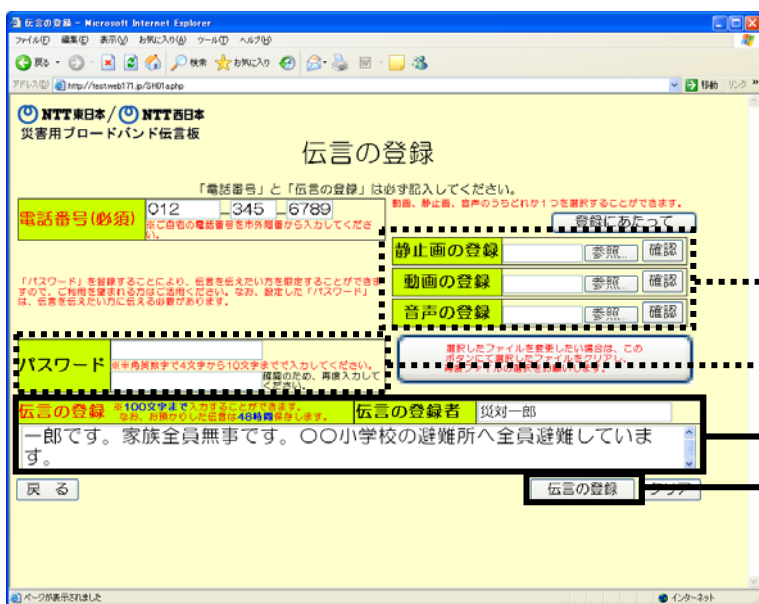 伝言の登録 - Microsoft Internet Explorer
ファイル(F) 編集(E) 表示(V) お気に入り(A) ツール(T) ヘルプ(H)
戻る 検索 お気に入り
アドレス(D) http://testweb171.jp/SH01a.php 移動 リンク »
NTT東日本/NTT西日本
災害用ブロードバンド伝言板
伝言の登録
「電話番号」と「伝言の登録」は必ず記入してください。
電話番号(必須) 012 - 345 - 6789
※ご自宅の電話番号を市外局番から入力してください。
動画、静止画、音声のうちどれか1つを選択することができます。
登録にあたって
静止画の登録 参照... 確認
動画の登録 参照... 確認
音声の登録 参照... 確認
「パスワード」を登録することにより、伝言を伝えたい方を限定することができま
すので、ご利用を望まれる方はご活用ください。なお、設定した「パスワード」
は、伝言を伝えたい方に伝える必要があります。
パスワード
※半角英数字で4文字から10文字までで入力してください。
確認のため、再度入力して
ください。
選択したファイルを変更したい場合は、この
ボタンにて選択したファイルをクリアし、
再度ファイルの選択をお願いします。
伝言の登録 ※100文字まで入力することができます。
なお、お預かりした伝言は48時間保存します。
伝言の登録者 災対一郎
一郎です。家族全員無事です。〇〇小学校の避難所へ全員避難していま
す。
戻る 伝言の登録 クリア
ページが表示されました インターネット